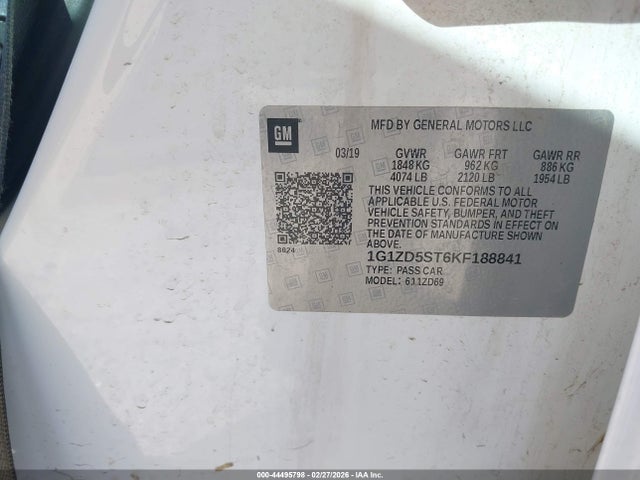 GM
MFD BY GENERAL MOTORS LLC
03/19 GVWR GAWR FRT GAWR RR
1848 KG 962 KG 886 KG
4074 LB 2120 LB 1954 LB
THIS VEHICLE CONFORMS TO ALL
APPLICABLE U.S. FEDERAL MOTOR
VEHICLE SAFETY, BUMPER, AND THEFT
PREVENTION STANDARDS IN EFFECT ON
THE DATE OF MANUFACTURE SHOWN
ABOVE.
8624
1G1ZD5ST6KF188841
TYPE: PASS CAR
MODEL: 611ZD69
000-44495798 - 02/27/2026 - IAA Inc.